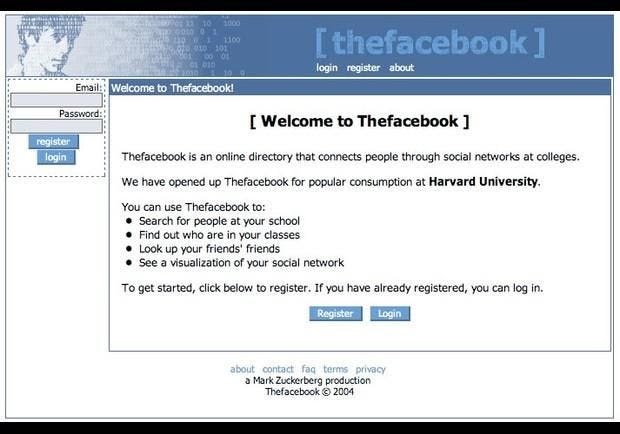 [ thefacebook ]
login register about
Email:
Password:
register
login
Welcome to Thefacebook!
[ Welcome to Thefacebook ]
Thefacebook is an online directory that connects people through social networks at colleges.
We have opened up Thefacebook for popular consumption at Harvard University.
You can use Thefacebook to:
• Search for people at your school
• Find out who are in your classes
• Look up your friends' friends
• See a visualization of your social network
To get started, click below to register. If you have already registered, you can log in.
Register Login
about contact faq terms privacy
a Mark Zuckerberg production
Thefacebook © 2004